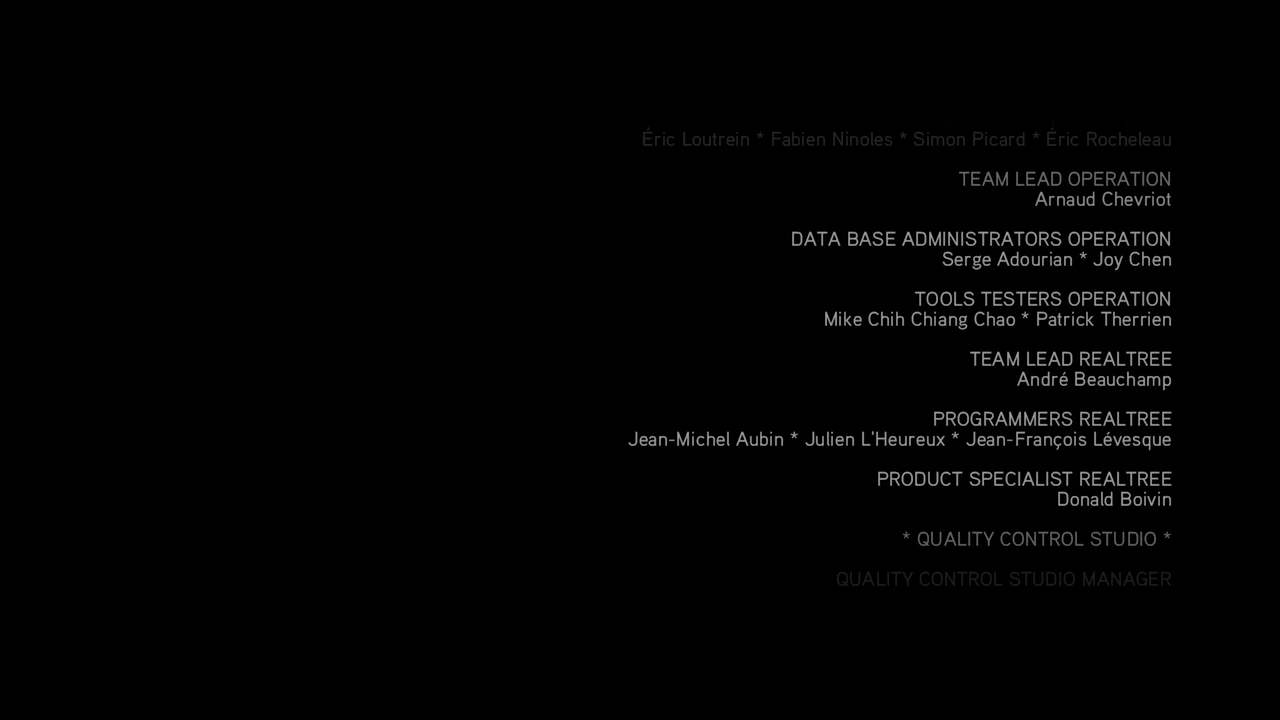 Éric Loutrein * Fabien Ninoles * Simon Picard * Éric Rocheleau
TEAM LEAD OPERATION
Arnaud Chevriot
DATA BASE ADMINISTRATORS OPERATION
Serge Adourian * Joy Chen
TOOLS TESTERS OPERATION
Mike Chih Chiang Chao * Patrick Therrien
TEAM LEAD REALTREE
André Beauchamp
PROGRAMMERS REALTREE
Jean-Michel Aubin * Julien L'Heureux * Jean-François Lévesque
PRODUCT SPECIALIST REALTREE
Donald Boivin
* QUALITY CONTROL STUDIO *
QUALITY CONTROL STUDIO MANAGER